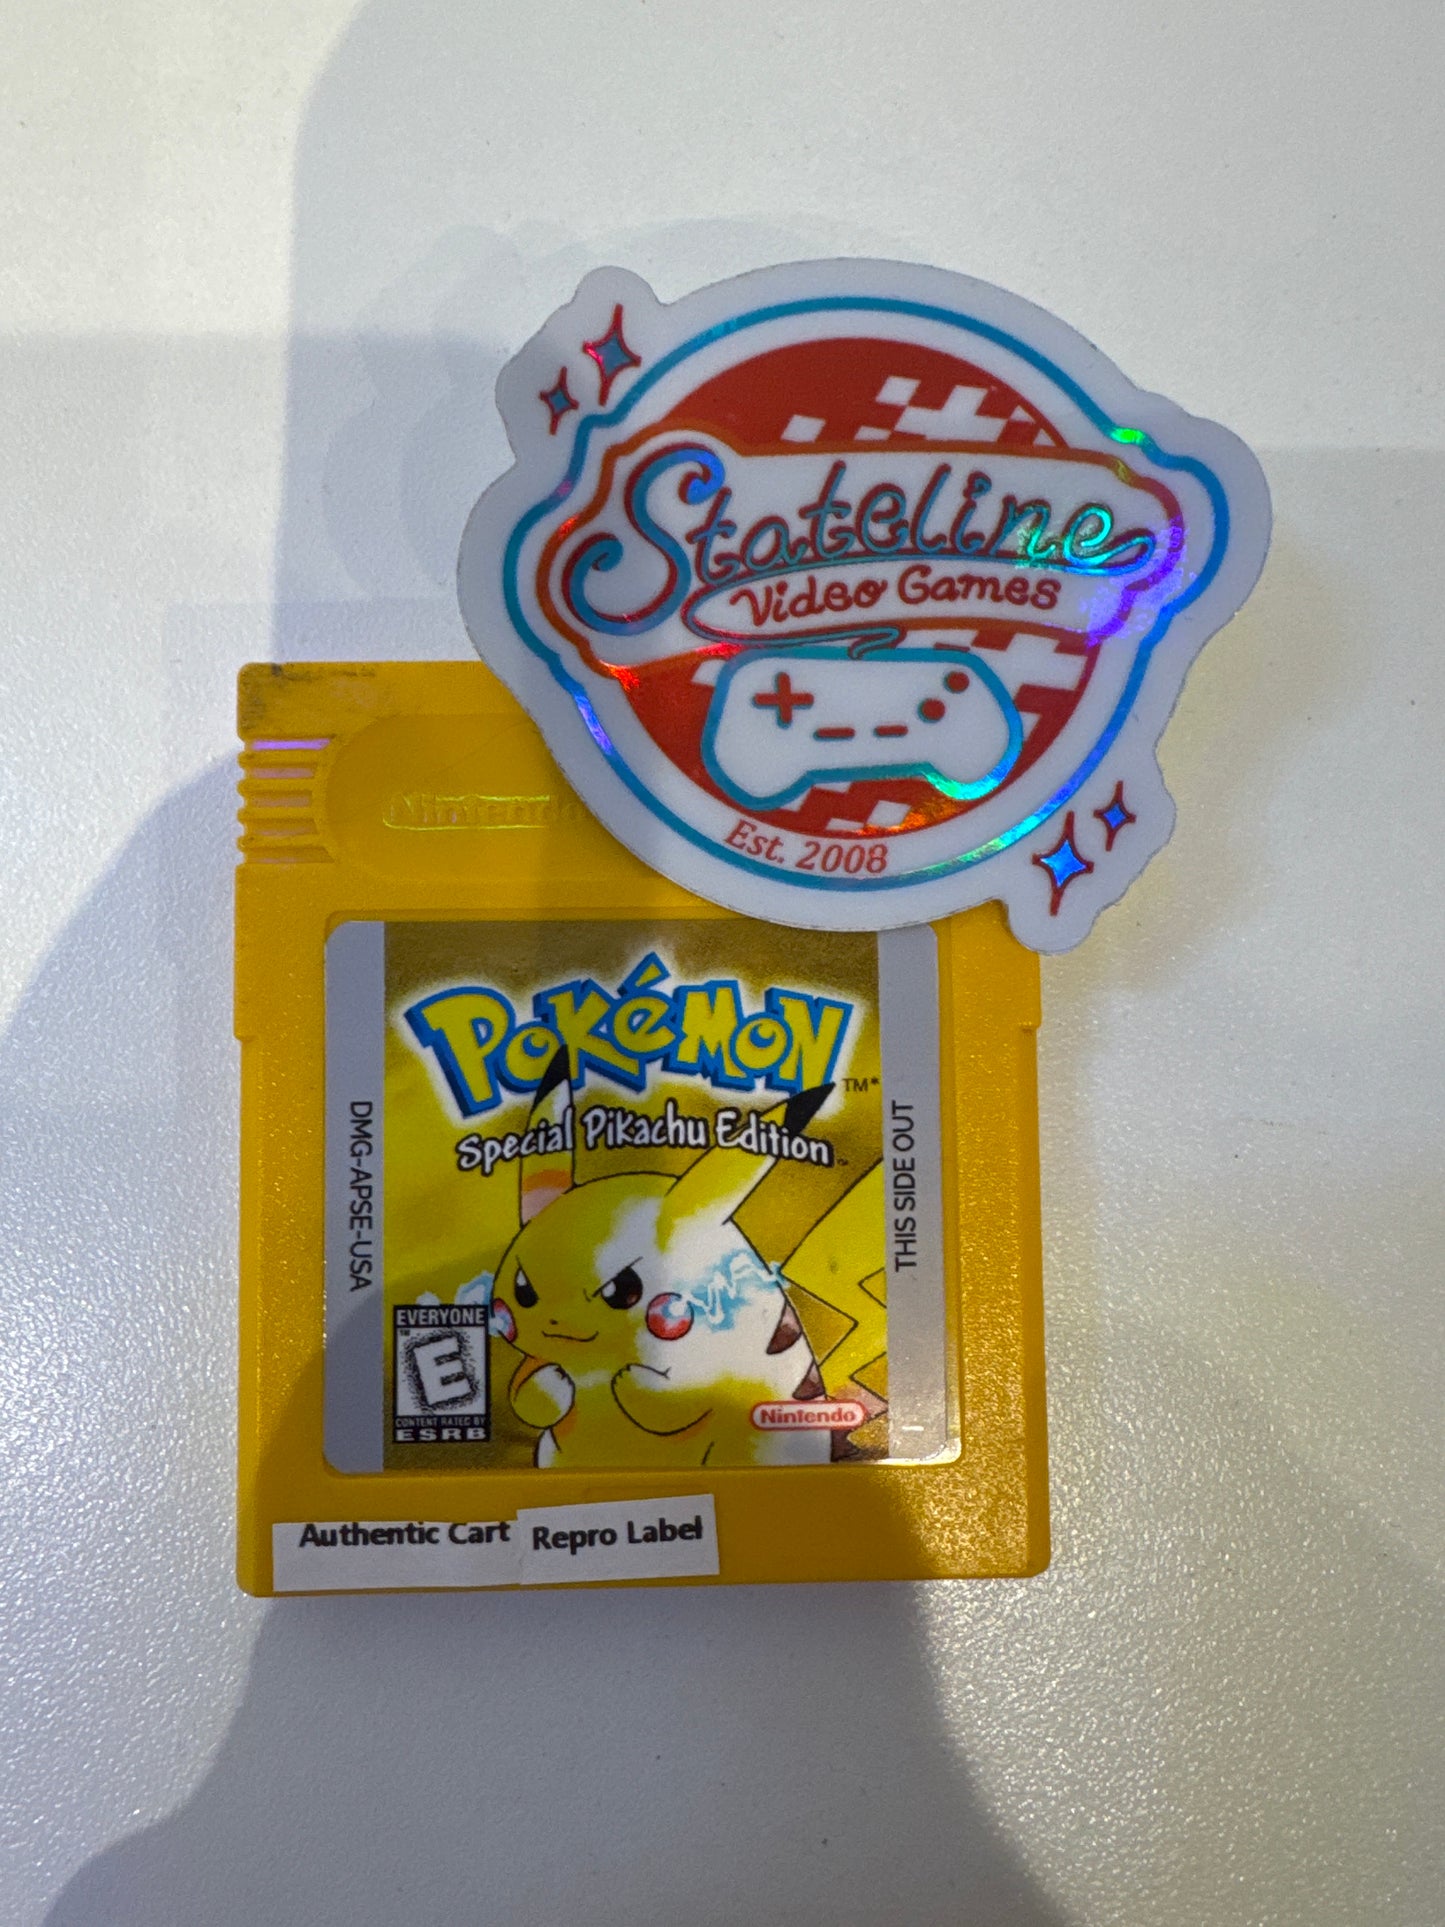 Stateline
Video Games
Est. 2008
Nintendo
POKéMON
TM*
Special Pikachu Edition
DMG-APSE-USA
THIS SIDE OUT
EVERYONE
E
CONTENT RATED BY
ESRB
Nintendo
Authentic Cart
Repro Label